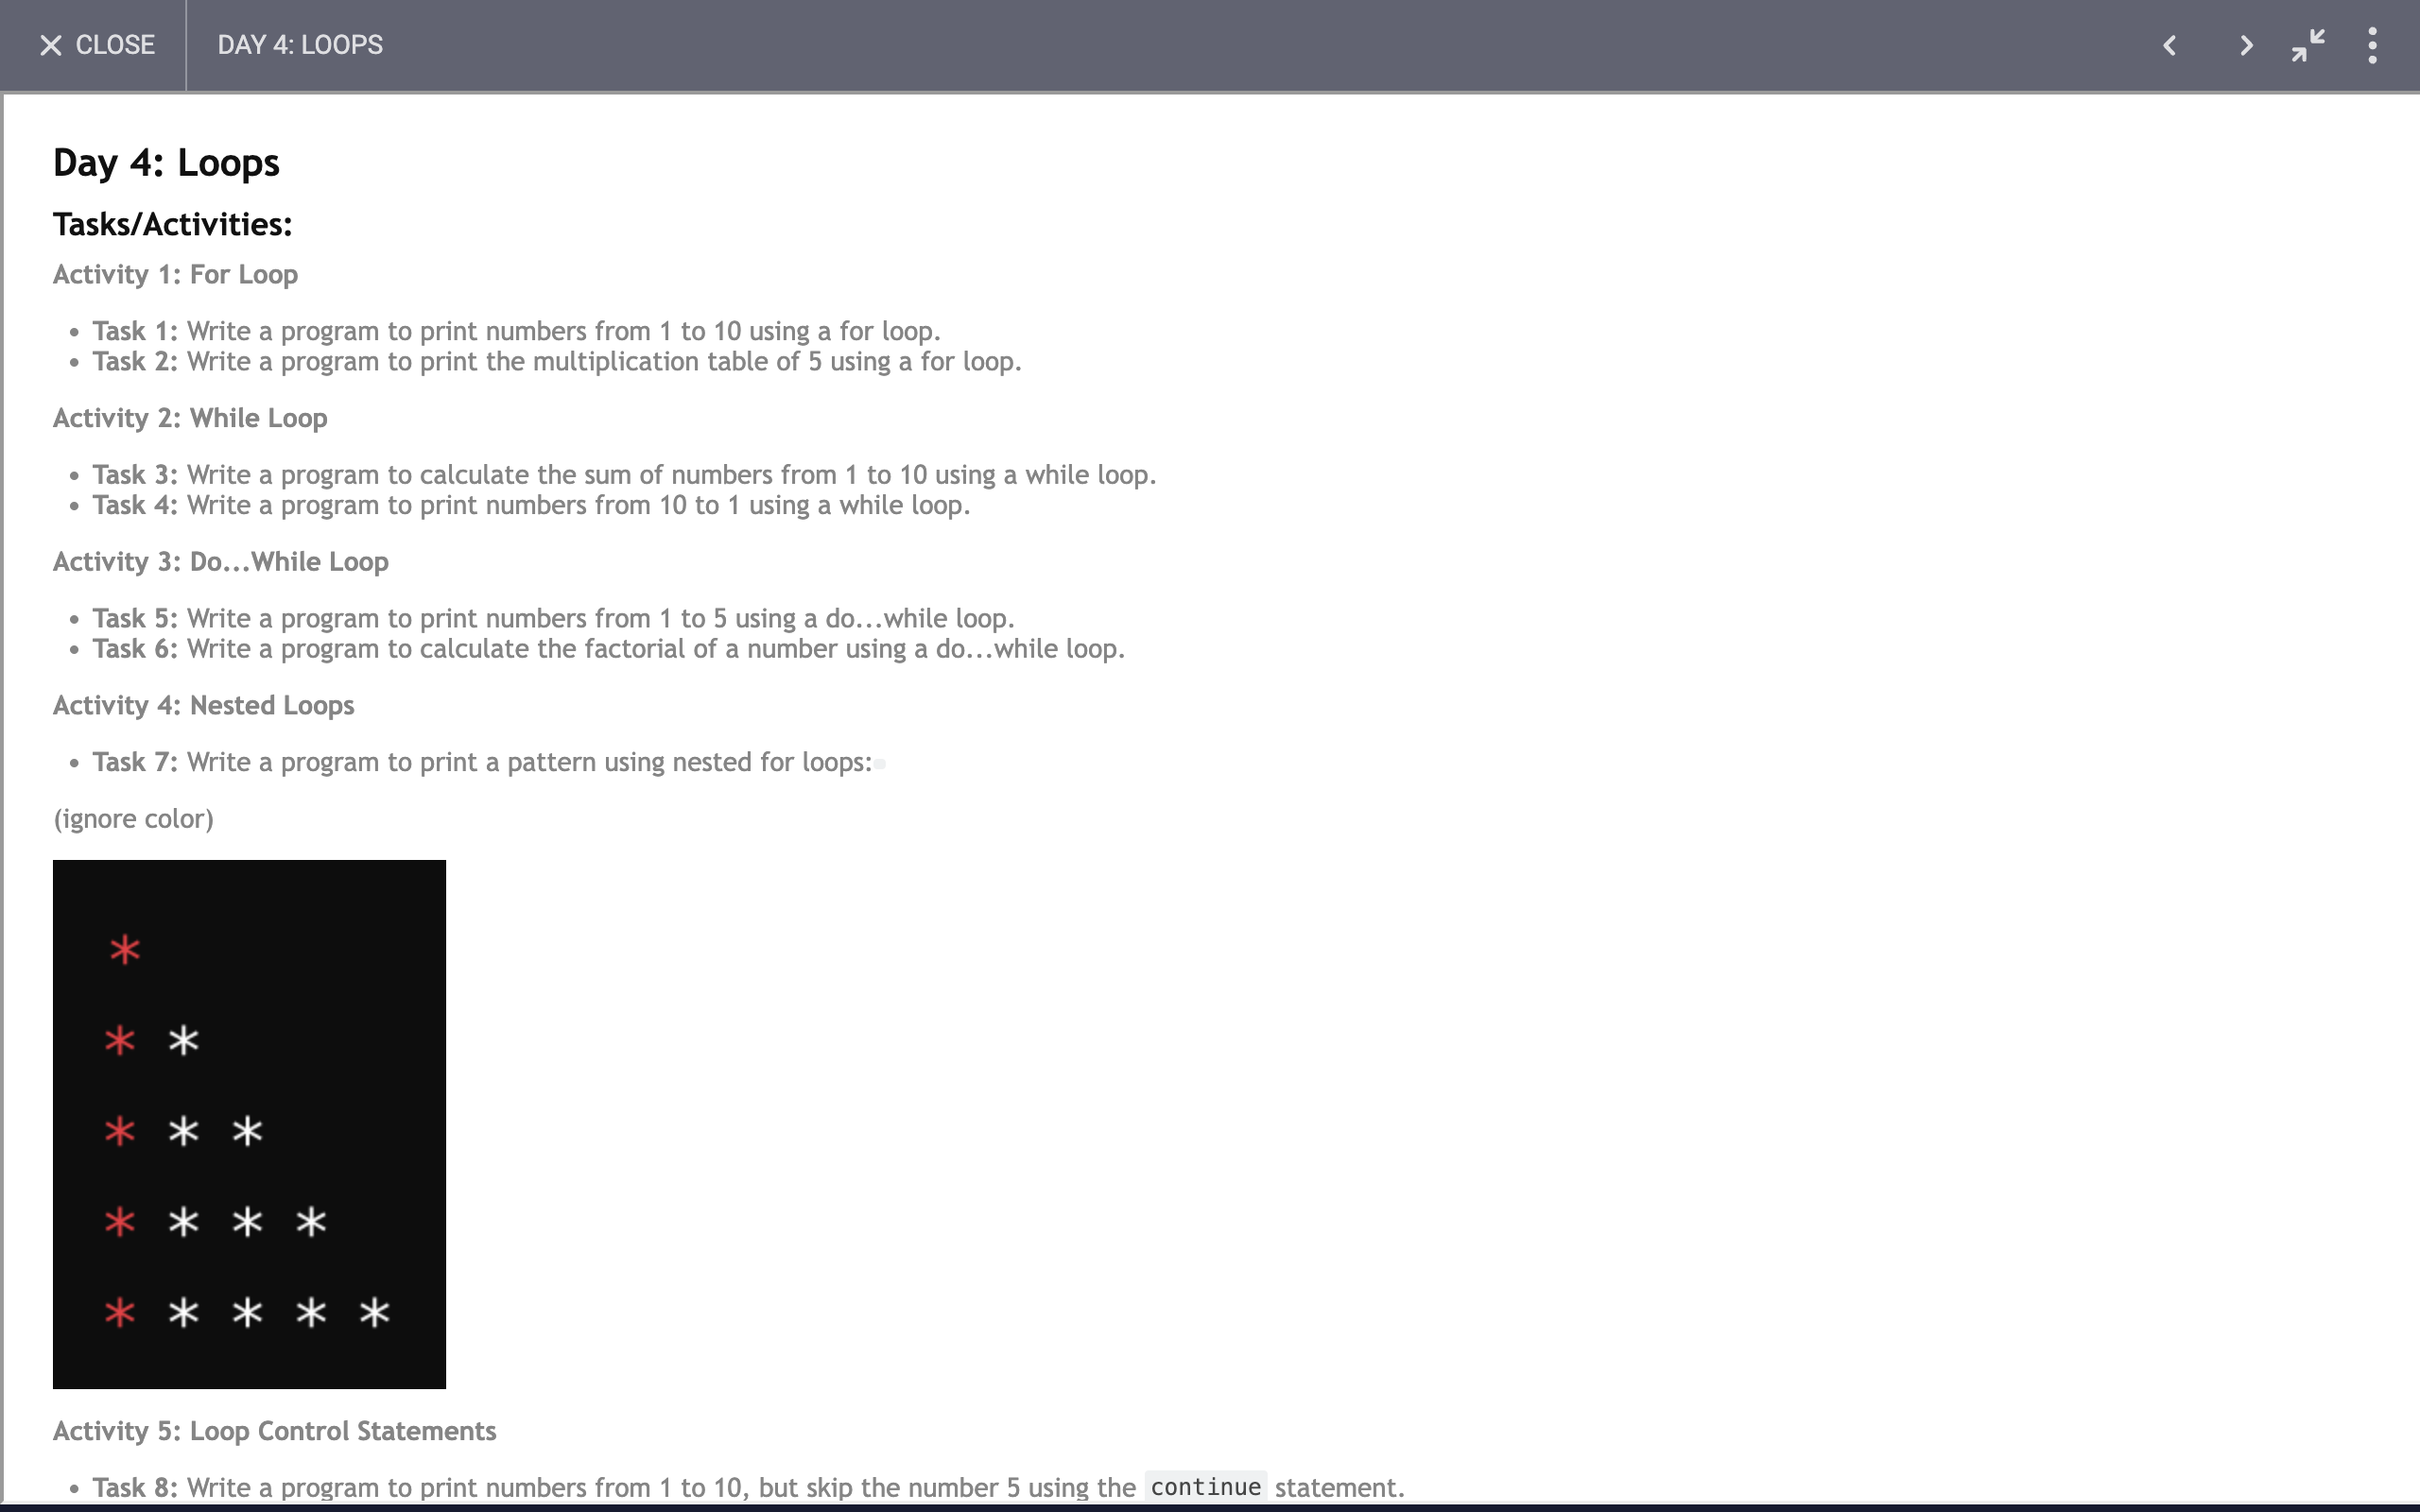 CLOSE
DAY 4: LOOPS
Day 4: Loops
Tasks/Activities:
Activity 1: For Loop
• Task 1: Write a program to print numbers from 1 to 10 using a for loop.
• Task 2: Write a program to print the multiplication table of 5 using a for loop.
Activity 2: While Loop
• Task 3: Write a program to calculate the sum of numbers from 1 to 10 using a while loop.
• Task 4: Write a program to print numbers from 10 to 1 using a while loop.
Activity 3: Do...While Loop
• Task 5: Write a program to print numbers from 1 to 5 using a do...while loop.
• Task 6: Write a program to calculate the factorial of a number using a do...while loop.
Activity 4: Nested Loops
• Task 7: Write a program to print a pattern using nested for loops:
(ignore color)
*
* *
* * *
* * * *
* * * * *
Activity 5: Loop Control Statements
• Task 8: Write a program to print numbers from 1 to 10, but skip the number 5 using the continue statement.